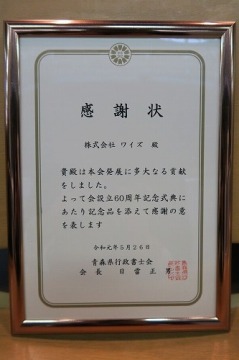 感謝状
株式会社 ワイズ 殿
貴殿は本会発展に多大なる貢献
をしました。
よって会設立60周年記念式典に
あたり記念品を添えて感謝の意
を表します
令和元年5月26日
青森県行政書士会
会長 田 正